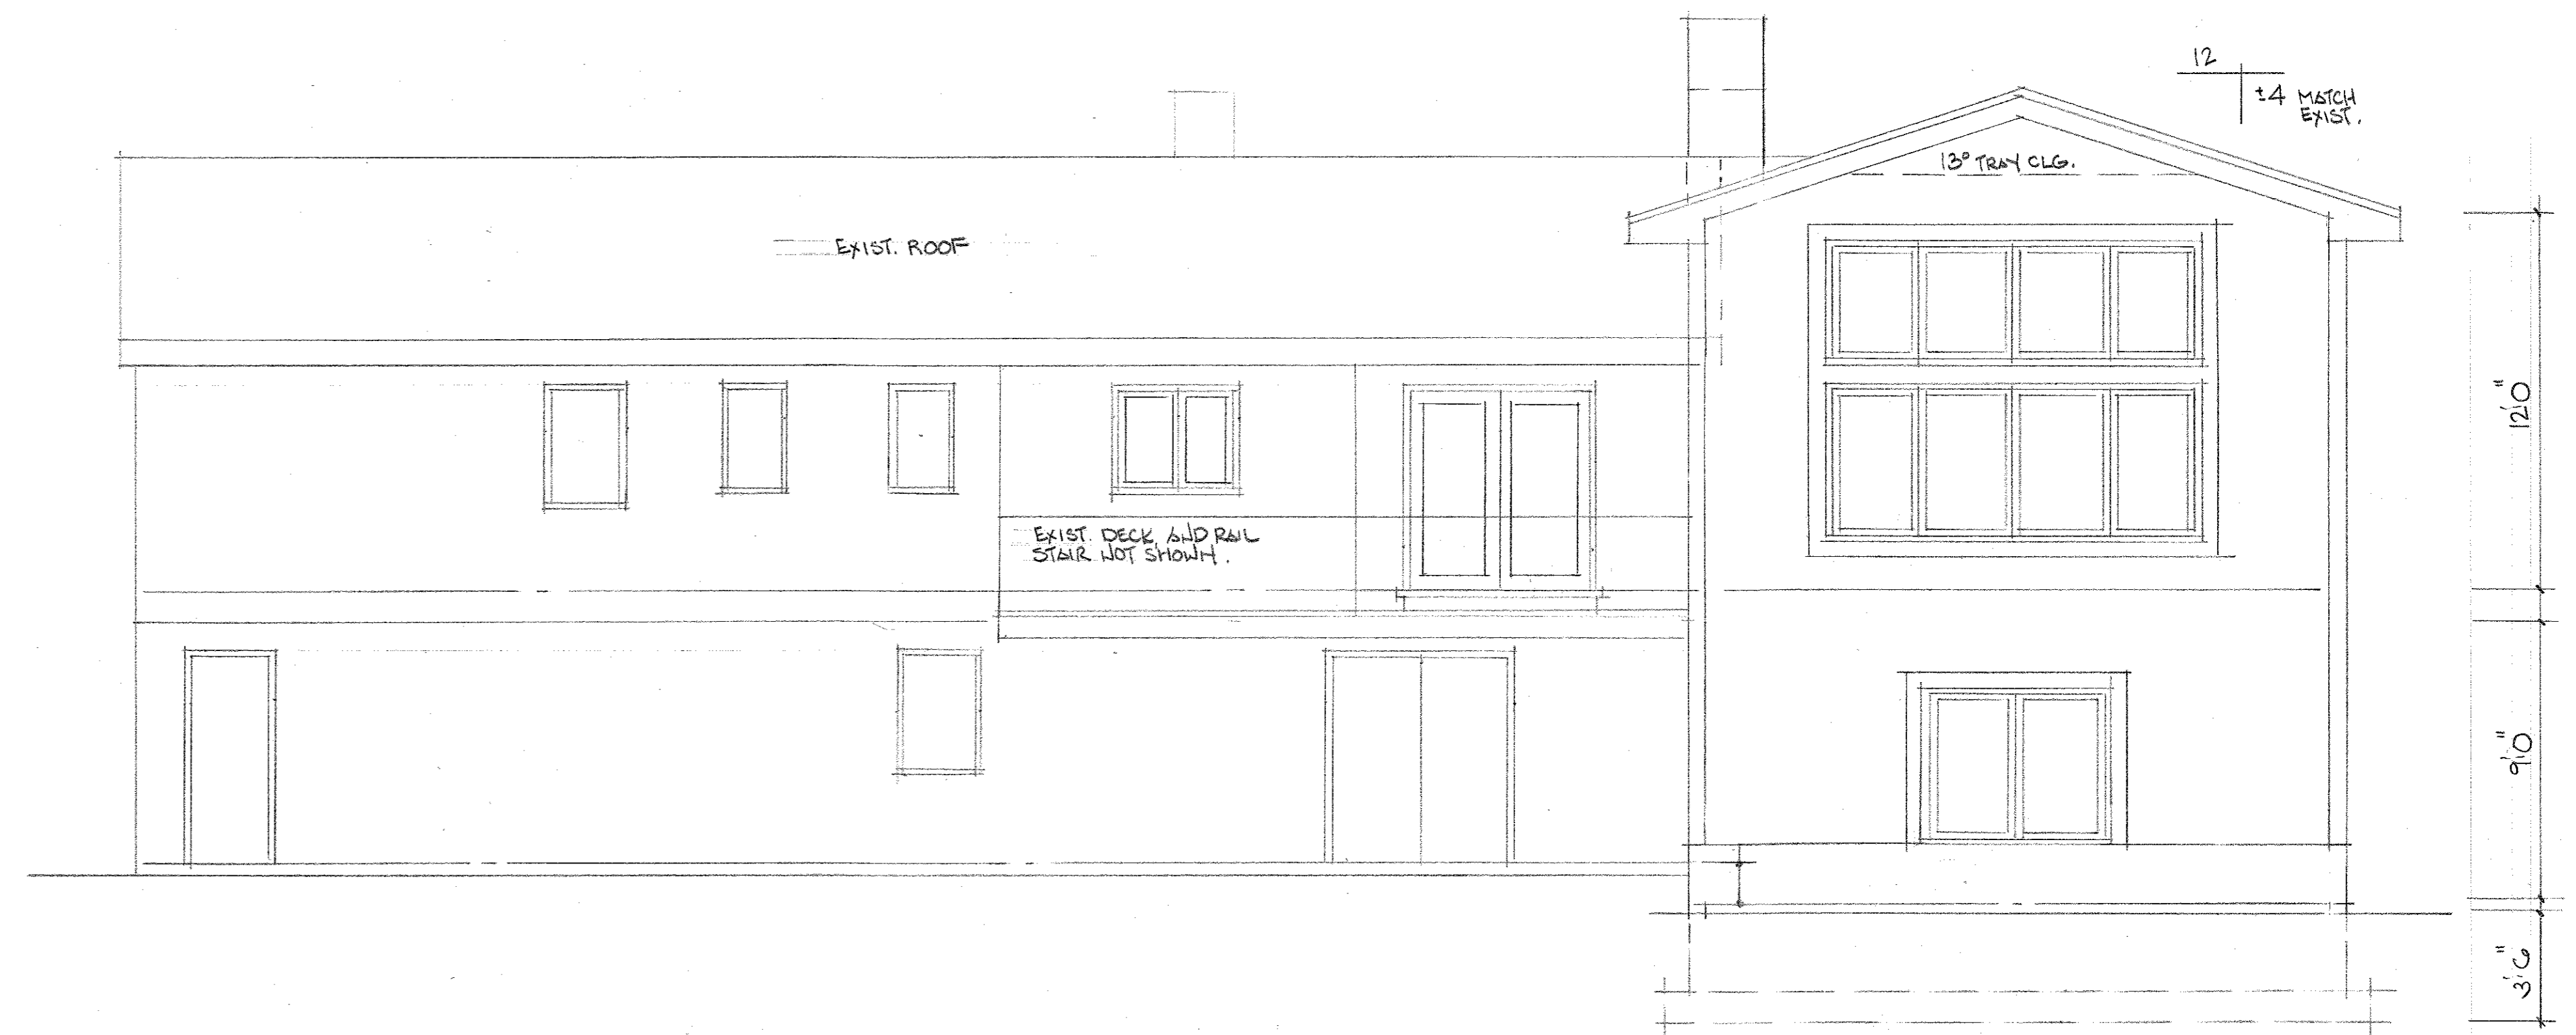 12
±4 MATCH
EXIST.
13⁰ TRAY CLG.
EXIST. ROOF
12'0"
EXIST. DECK AND RAIL
STAIR NOT SHOWN.
9'0"
3'6"